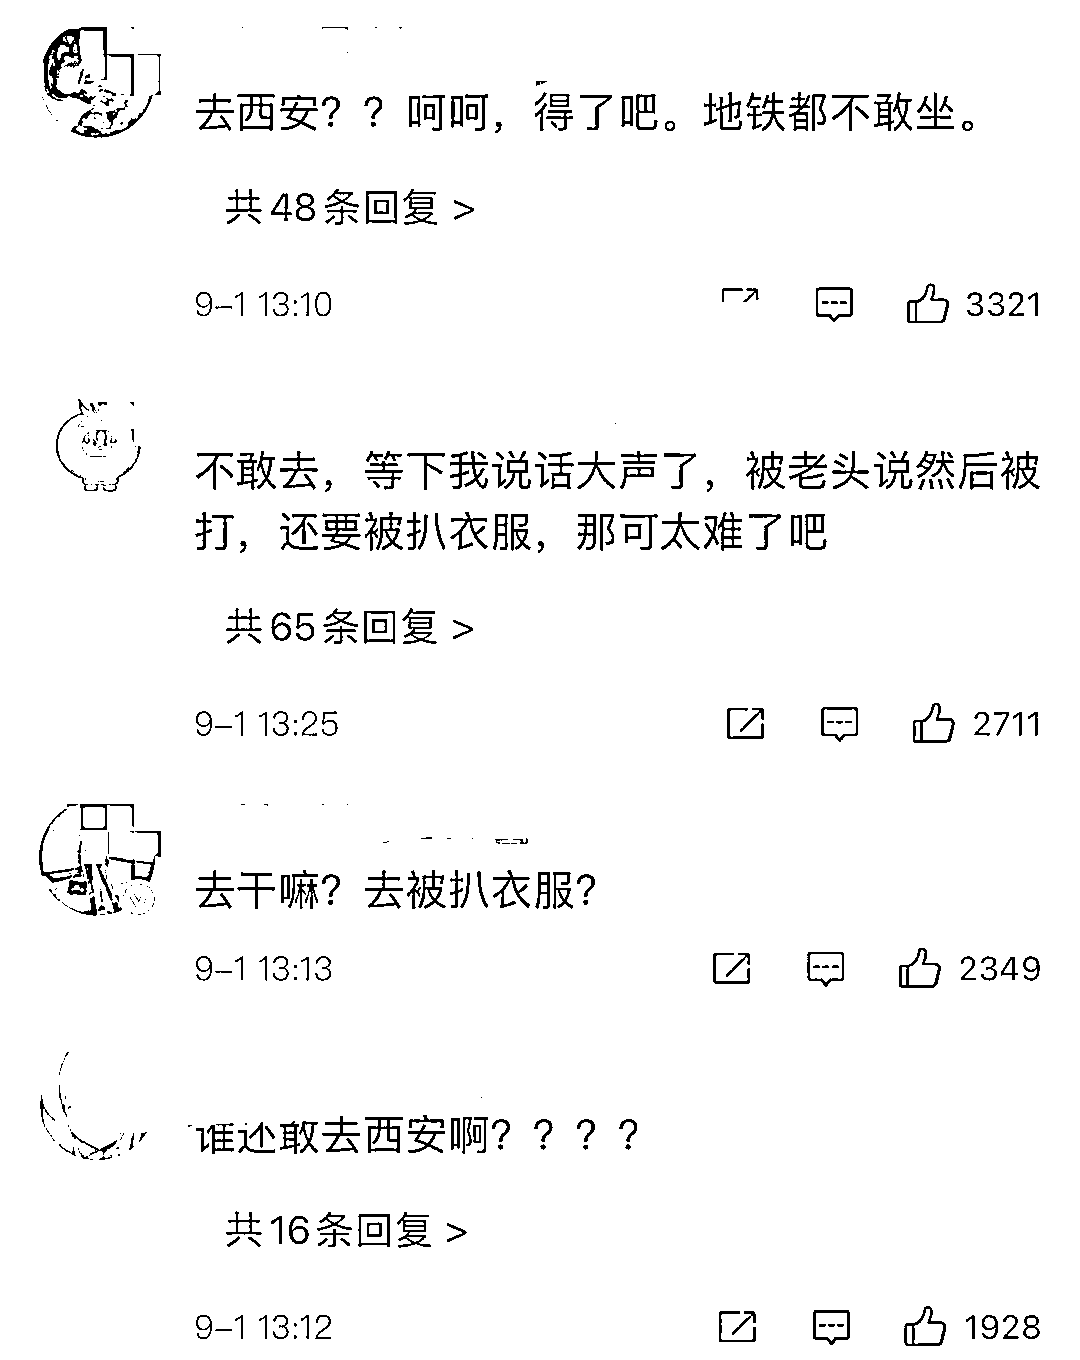 去西安？？呵呵，得了吧。地铁都不敢坐。
共48条回复 >
9-1 13:10
3321
不敢去，等下我说话大声了，被老头说然后被
打，还要被扒衣服，那可太难了吧
共65条回复 >
9-1 13:25
2711
去干嘛？去被扒衣服？
9-1 13:13
2349
谁还敢去西安啊？？？？
共16条回复 >
9-1 13:12
1928